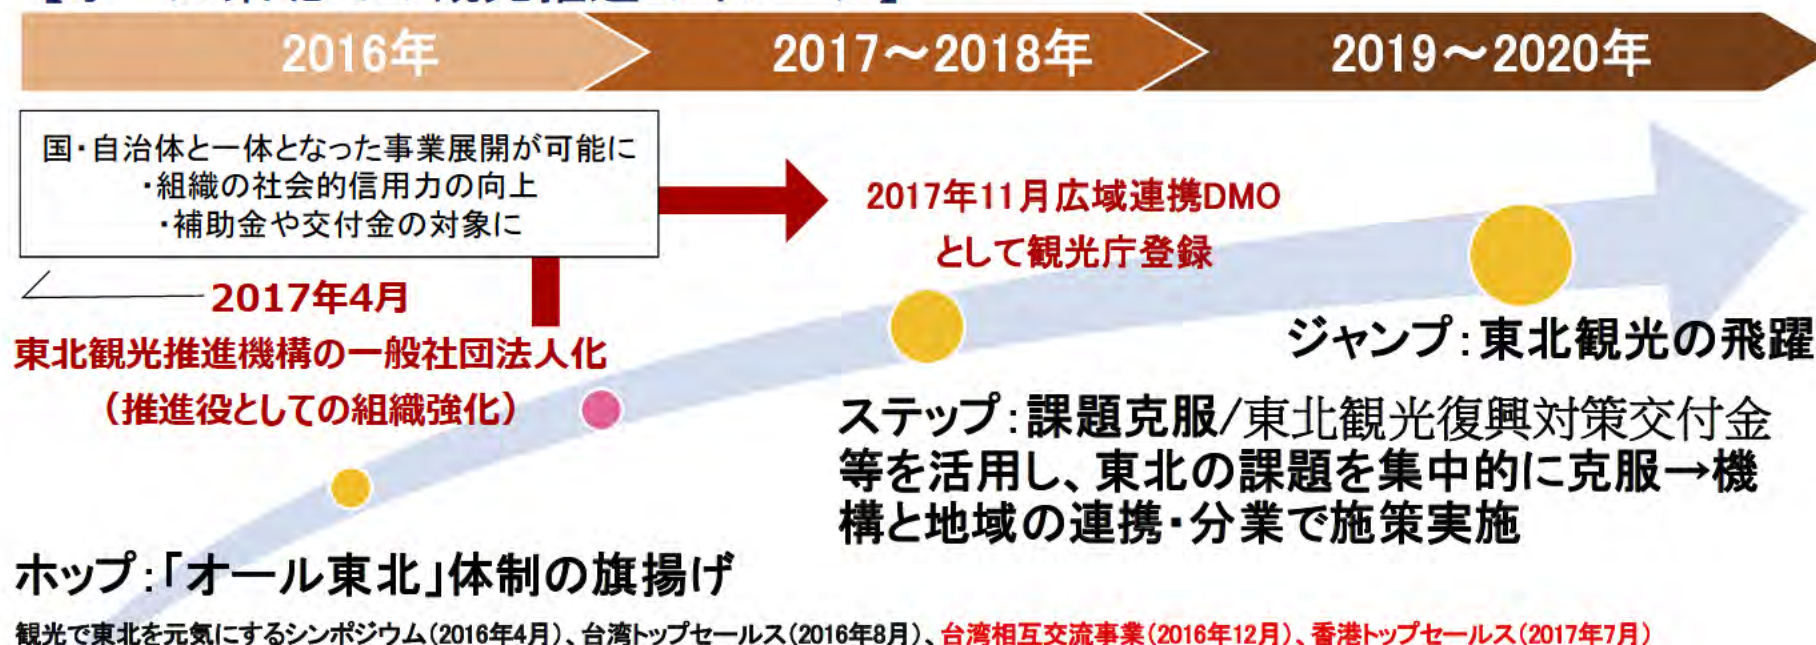 2016年
2017～2018年
2019～2020年
国・自治体と一体となった事業展開が可能に
・組織の社会的信用力の向上
・補助金や交付金の対象に
2017年11月広域連携DMO
として観光庁登録
2017年4月
東北観光推進機構の一般社団法人化
（推進役としての組織強化）
ジャンプ：東北観光の飛躍
ステップ：課題克服/東北観光復興対策交付金
等を活用し、東北の課題を集中的に克服→機
構と地域の連携・分業で施策実施
ホップ：「オール東北」体制の旗揚げ
観光で東北を元気にするシンポジウム（2016年4月）、台湾トップセールス（2016年8月）、台湾相互交流事業（2016年12月）、香港トップセールス（2017年7月）